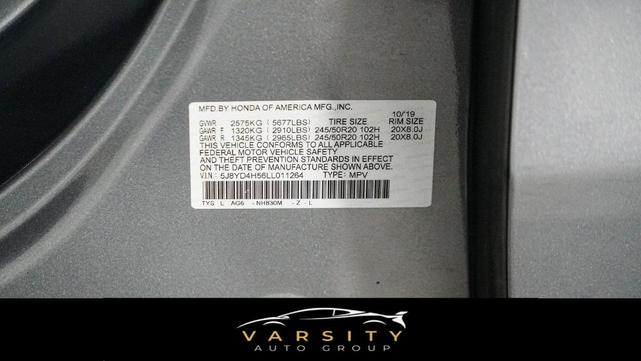 MFD.BY HONDA OF AMERICA MFG.,INC.
10/19
GVWR 2575KG (5677LBS) TIRE SIZE RIM SIZE
GAWR F 1320KG (2910LBS) 245/50R20 102H 20X8.0J
GAWR R 1345KG (2965LBS) 245/50R20 102H 20X8.0J
THIS VEHICLE CONFORMS TO ALL APPLICABLE
FEDERAL MOTOR VEHICLE SAFETY
AND THEFT PREVENTION STANDARDS IN EFFECT
ON THE DATE OF MANUFACTURE SHOWN ABOVE.
V.I.N.: 5J8YD4H56LL011264 TYPE: MPV
TYS L AG6 - NH830M - Z - L
VARSITY
AUTO GROUP